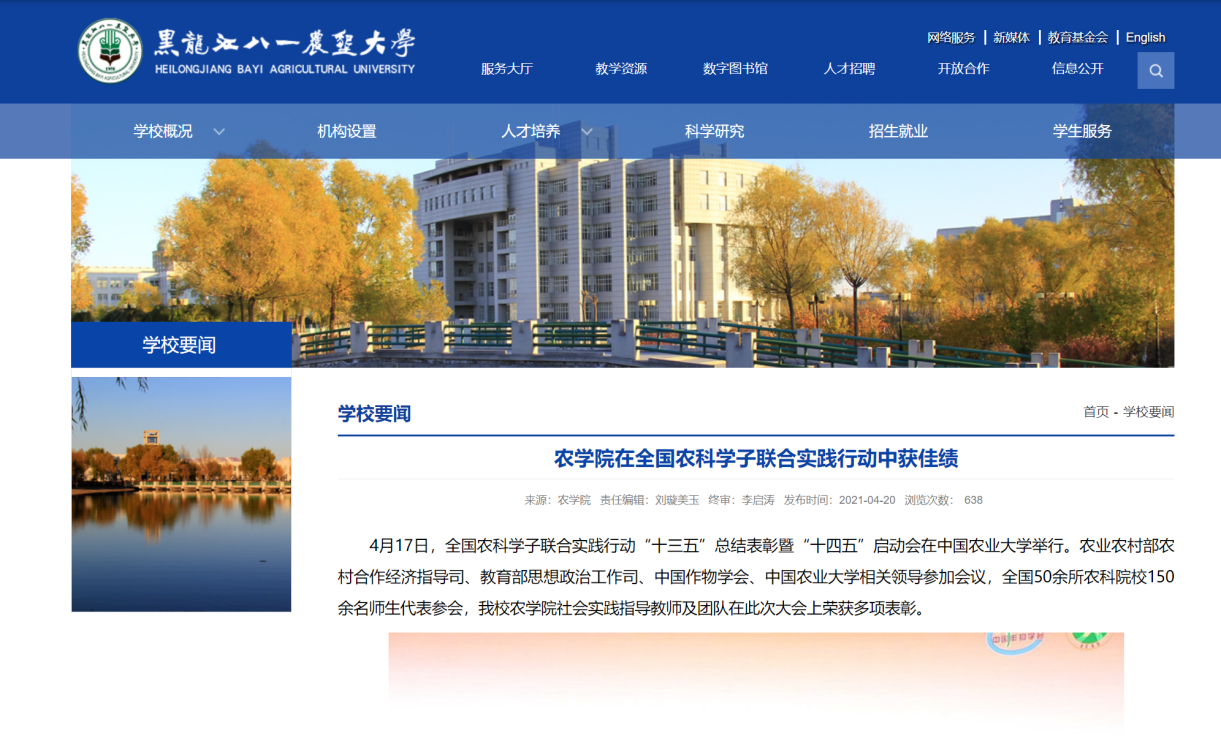 黑龍江八一農墾大學
HEILONGJIANG BAYI AGRICULTURAL UNIVERSITY
网络服务 | 新媒体 | 教育基金会 | English
服务大厅 教学资源 数字图书馆 人才招聘 开放合作 信息公开
学校概况 机构设置 人才培养 科学研究 招生就业 学生服务
学校要闻
学校要闻 首页 - 学校要闻
农学院在全国农科学子联合实践行动中获佳绩
来源：农学院 责任编辑：刘璇美玉 终审：李启涛 发布时间：2021-04-20 浏览次数： 638
4月17日，全国农科学子联合实践行动“十三五”总结表彰暨“十四五”启动会在中国农业大学举行。农业农村部农
村合作经济指导司、教育部思想政治工作司、中国作物学会、中国农业大学相关领导参加会议，全国50余所农科院校150
余名师生代表参会，我校农学院社会实践指导教师及团队在此次大会上荣获多项表彰。